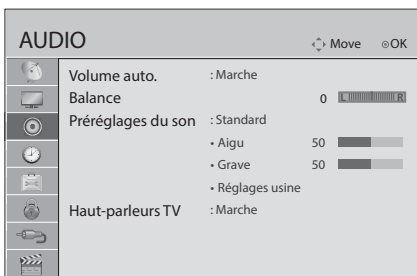 AUDIO Move OK
Volume auto. : Marche
Balance 0 L R
Préréglages du son : Standard
• Aigu 50
• Grave 50
• Réglages usine
Haut-parleurs TV : Marche